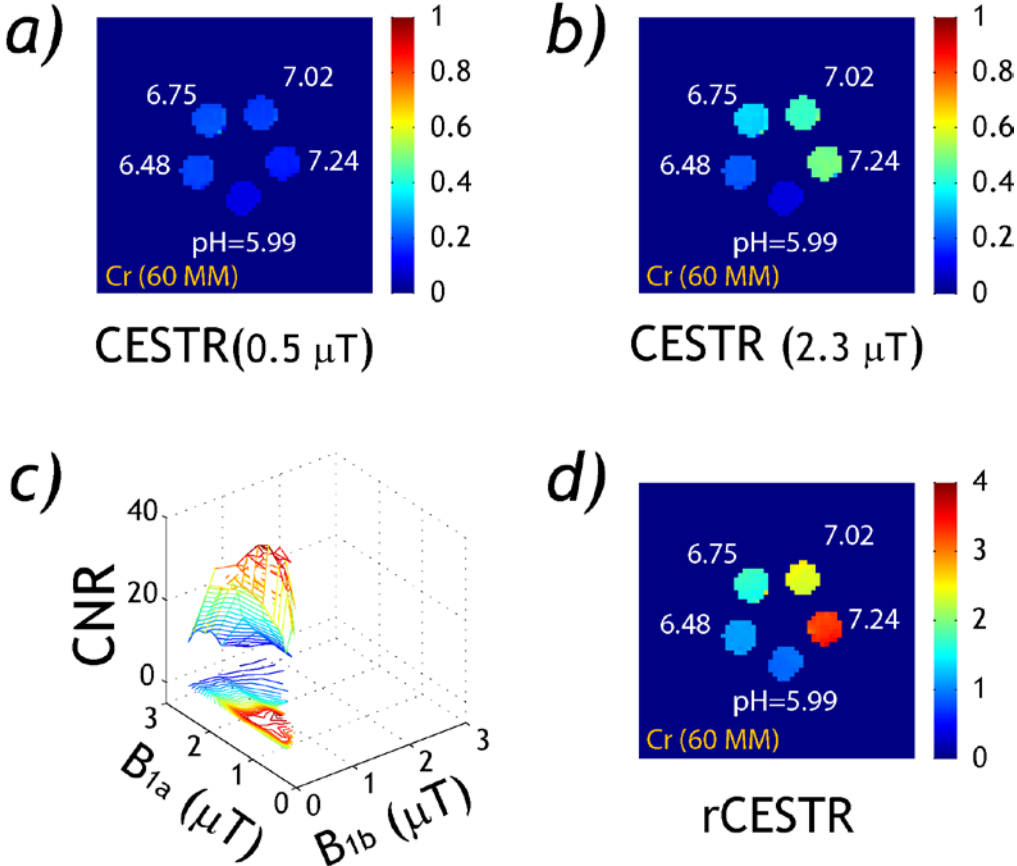 a)
7.02
6.75
6.48
7.24
pH=5.99
Cr (60 MM)
1
0.8
0.6
0.4
0.2
0
CESTR(0.5 μT)
b)
7.02
6.75
6.48
7.24
pH=5.99
Cr (60 MM)
1
0.8
0.6
0.4
0.2
0
CESTR (2.3 μT)
c)
40
20
0
CNR
3
2
1
0
B1a (μT)
0
1
2
3
B1b (μT)
d)
7.02
6.75
6.48
7.24
pH=5.99
Cr (60 MM)
4
3
2
1
0
rCESTR